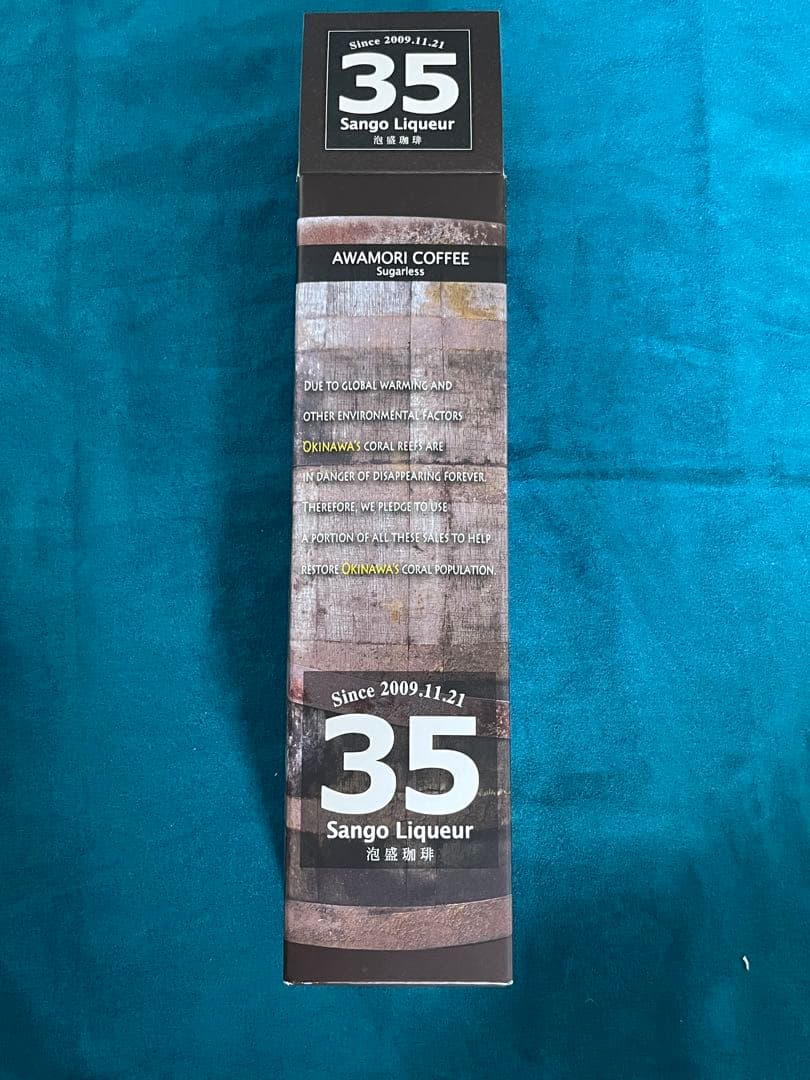 Since 2009.11.21
35
Sango Liqueur
泡盛珈琲
AWAMORI COFFEE
Sugarless
DUE TO GLOBAL WARMING AND
OTHER ENVIRONMENTAL FACTORS
OKINAWA'S CORAL REEFS ARE
IN DANGER OF DISAPPEARING FOREVER.
THEREFORE, WE PLEDGE TO USE
A PORTION OF ALL THESE SALES TO HELP
RESTORE OKINAWA'S CORAL POPULATION.
Since 2009.11.21
35
Sango Liqueur
泡盛珈琲